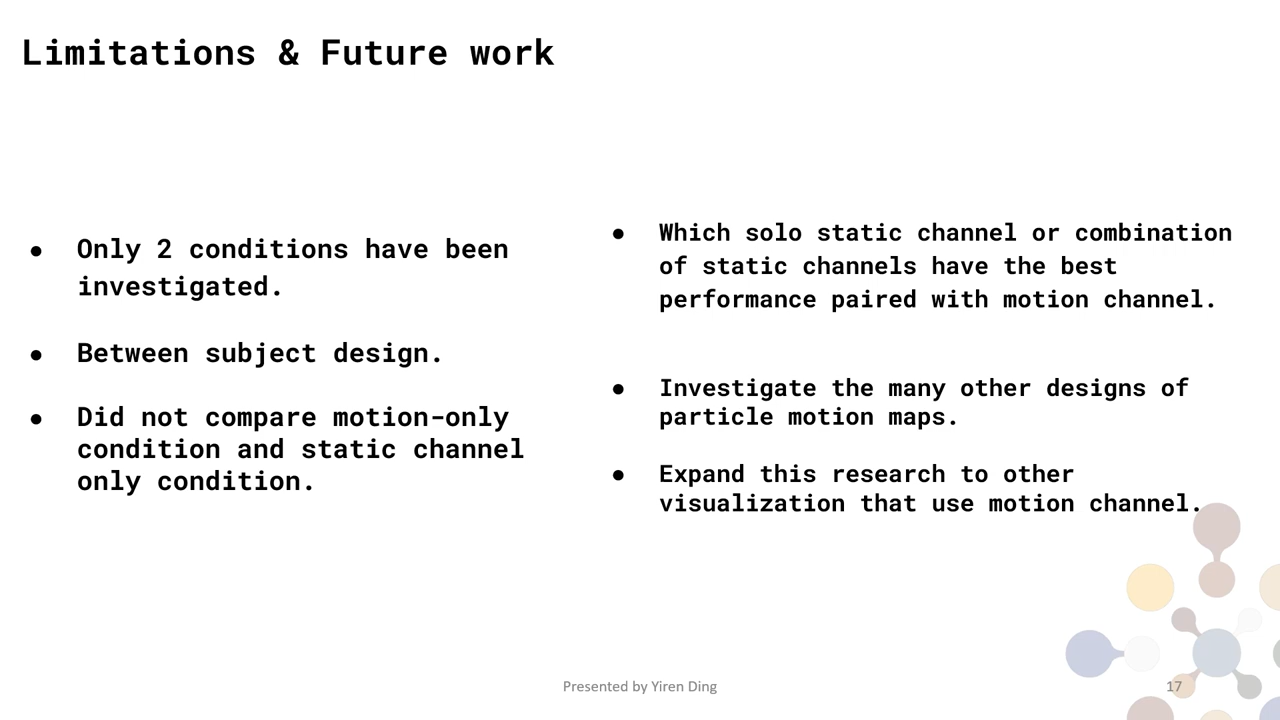 Limitations & Future work
● Only 2 conditions have been
investigated.
● Between subject design.
● Did not compare motion-only
condition and static channel
only condition.
● Which solo static channel or combination
of static channels have the best
performance paired with motion channel.
● Investigate the many other designs of
particle motion maps.
● Expand this research to other
visualization that use motion channel.
Presented by Yiren Ding
17